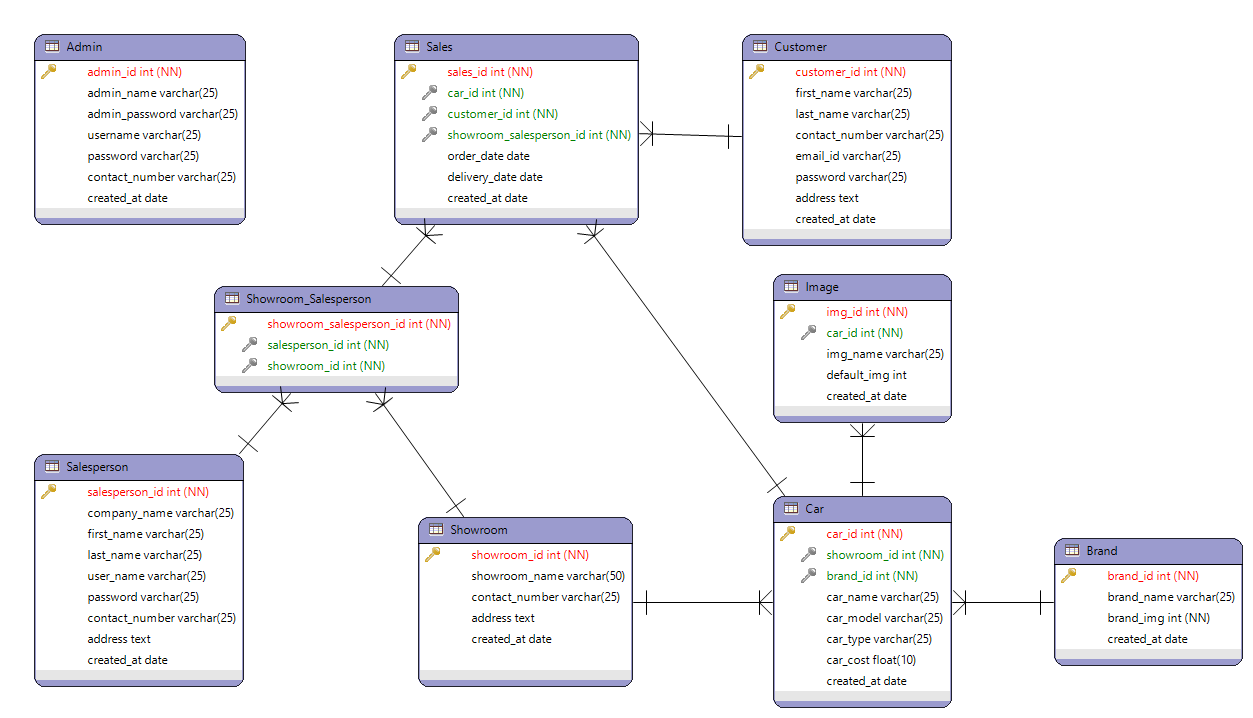 Admin
admin_id int (NN)
admin_name varchar(25)
admin_password varchar(25)
username varchar(25)
password varchar(25)
contact_number varchar(25)
created_at date
Sales
sales_id int (NN)
car_id int (NN)
customer_id int (NN)
showroom_salesperson_id int (NN)
order_date date
delivery_date date
created_at date
Customer
customer_id int (NN)
first_name varchar(25)
last_name varchar(25)
contact_number varchar(25)
email_id varchar(25)
password varchar(25)
address text
created_at date
Showroom_Salesperson
showroom_salesperson_id int (NN)
salesperson_id int (NN)
showroom_id int (NN)
Image
img_id int (NN)
car_id int (NN)
img_name varchar(25)
default_img int
created_at date
Salesperson
salesperson_id int (NN)
company_name varchar(25)
first_name varchar(25)
last_name varchar(25)
user_name varchar(25)
password varchar(25)
contact_number varchar(25)
address text
created_at date
Showroom
showroom_id int (NN)
showroom_name varchar(50)
contact_number varchar(25)
address text
created_at date
Car
car_id int (NN)
showroom_id int (NN)
brand_id int (NN)
car_name varchar(25)
car_model varchar(25)
car_type varchar(25)
car_cost float(10)
created_at date
Brand
brand_id int (NN)
brand_name varchar(25)
brand_img int (NN)
created_at date